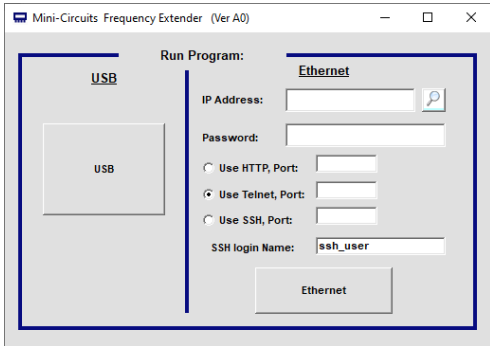 Mini-Circuits Frequency Extender (Ver A0)
Run Program:
USB
USB
Ethernet
IP Address:
Password:
Use HTTP, Port:
Use Telnet, Port:
Use SSH, Port:
SSH login Name: ssh_user
Ethernet